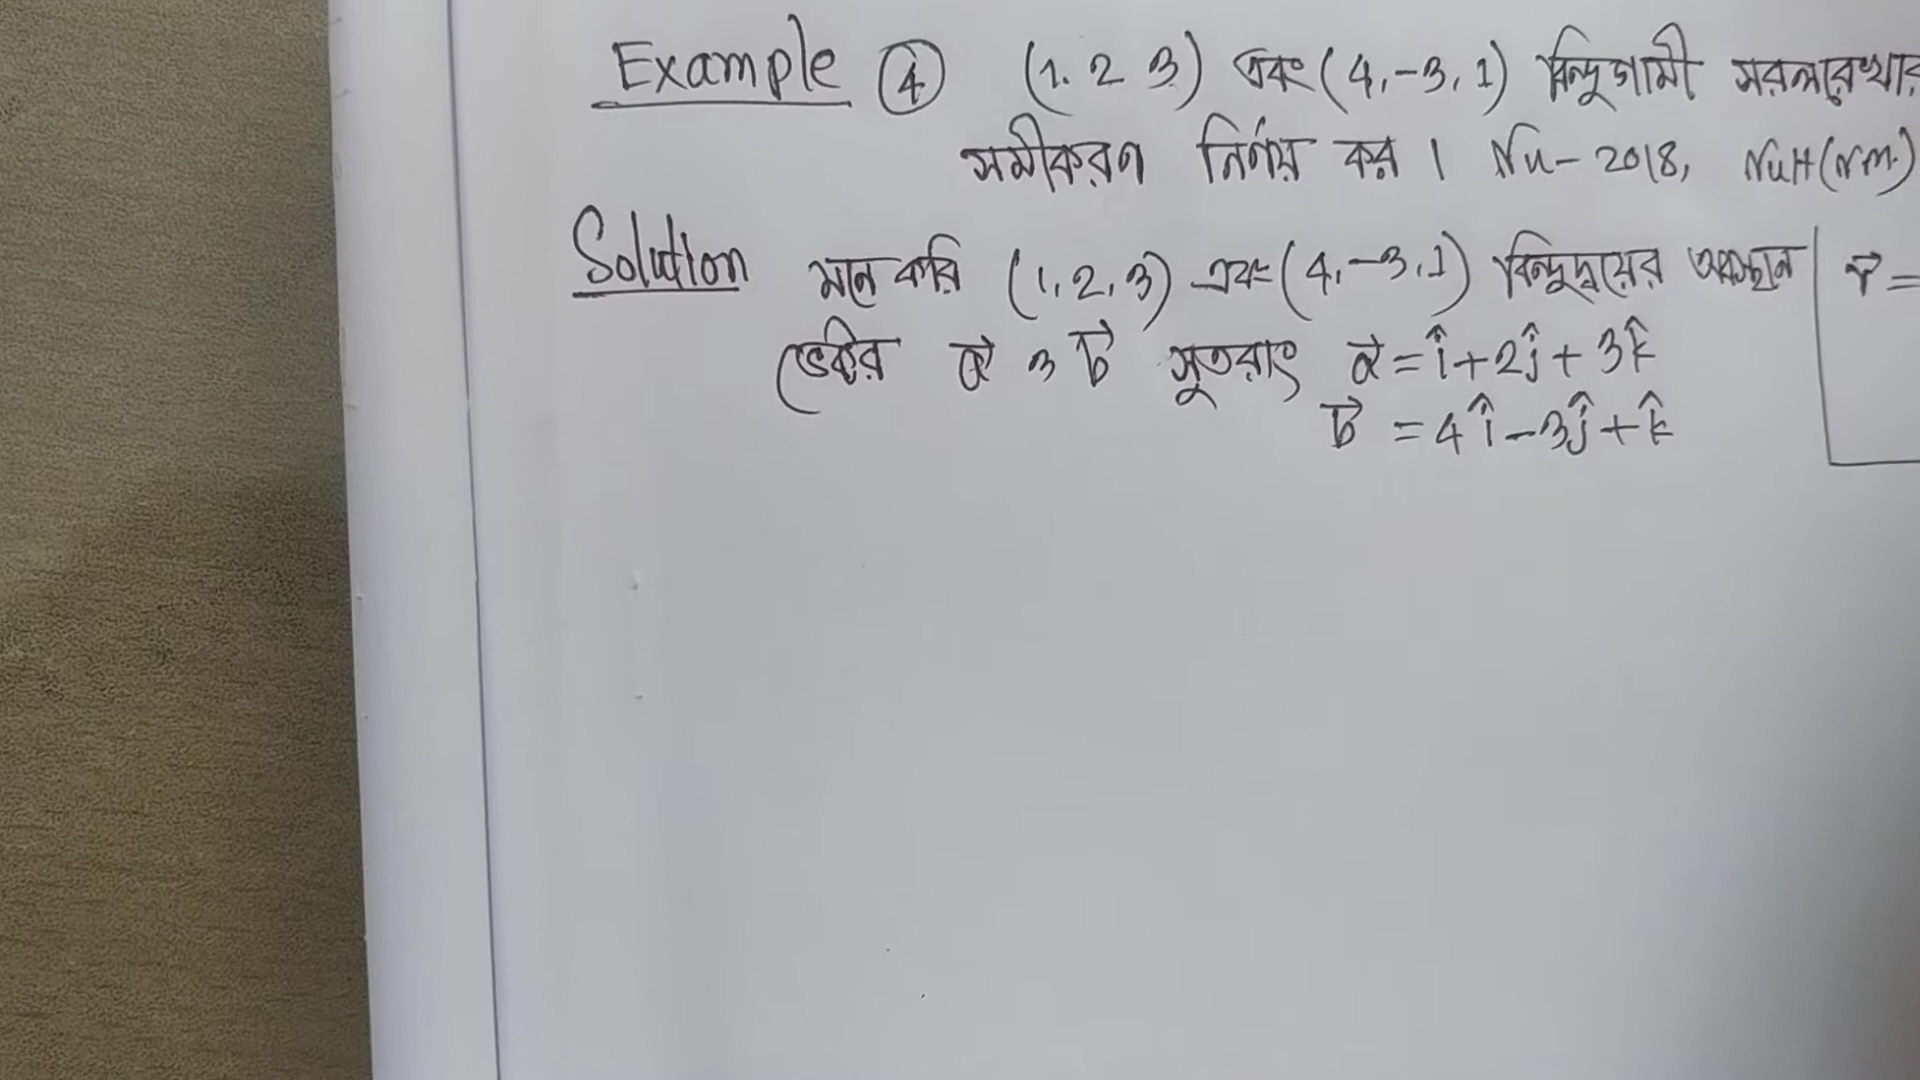 Example ④ (1. 2 3) এবং (4,-3, 1) বিন্দুগামী সরলরেখার
সমীকরণ নির্ণয় কর। Nu-2018, NuH(NM)
Solution মনে করি (1, 2, 3) এবং (4,-3, 1) বিন্দুদ্বয়ের অবস্থান
ভেক্টর a⃗ ও b⃗ সুতরাং a⃗ = î + 2ĵ + 3k̂
b⃗ = 4î - 3ĵ + k̂
r⃗ =